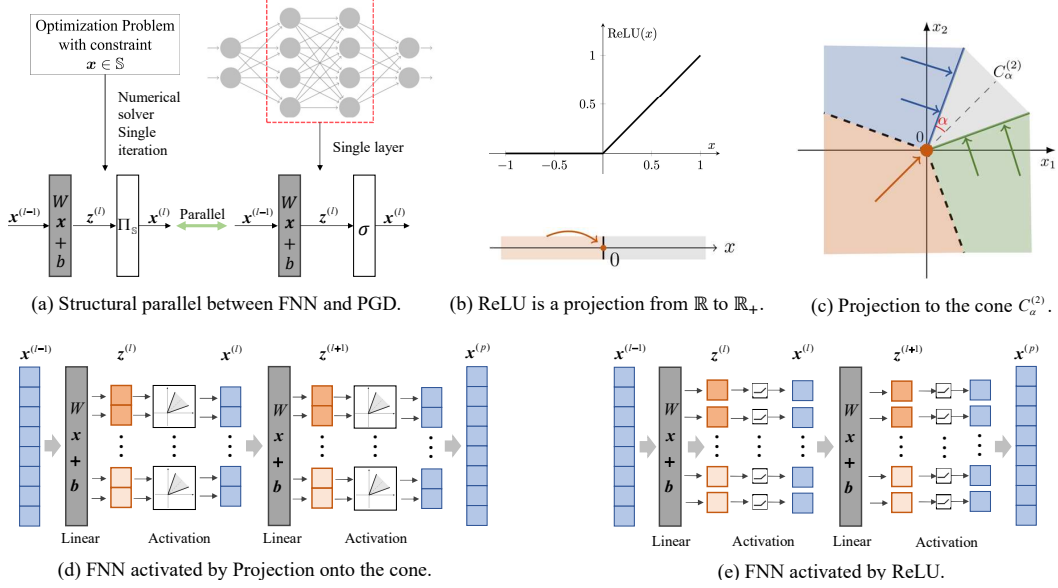 Optimization Problem
with constraint
x ∈ 𝕊
Numerical
solver
Single
iteration
Single layer
x^(l−1)
W
x
+
b
z^(l)
Π_𝕊
x^(l)
Parallel
x^(l−1)
W
x
+
b
z^(l)
σ
x^(l)
(a) Structural parallel between FNN and PGD.
ReLU(x)
1
0.5
−1
−0.5
0
0.5
1
x
0
x
(b) ReLU is a projection from ℝ to ℝ₊.
x₂
C_α^(2)
α
0
x₁
(c) Projection to the cone C_α^(2).
x^(l−1)
z^(l)
x^(l)
z^(l+1)
x^(p)
W
x
+
b
W
x
+
b
Linear
Activation
Linear
Activation
(d) FNN activated by Projection onto the cone.
x^(l−1)
z^(l)
x^(l)
z^(l+1)
x^(p)
W
x
+
b
W
x
+
b
Linear
Activation
Linear
Activation
(e) FNN activated by ReLU.